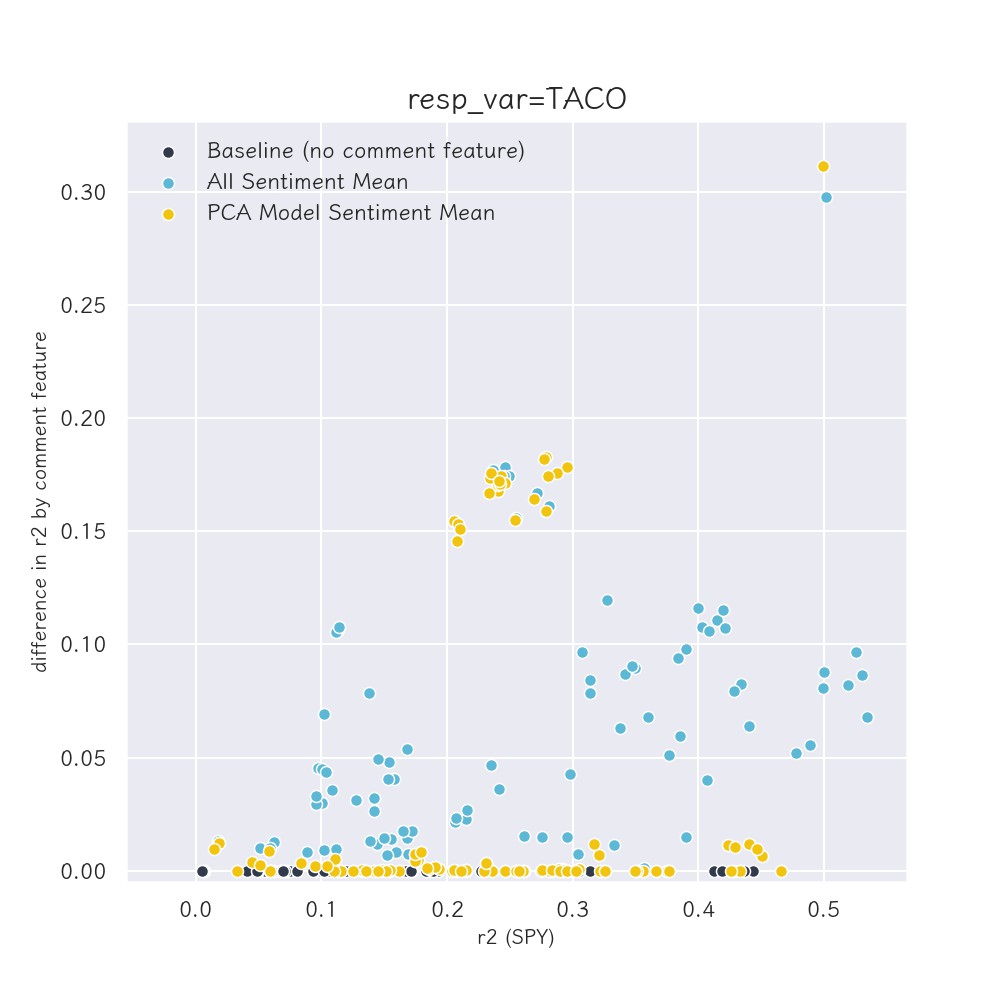 resp_var=TACO
Baseline (no comment feature)
All Sentiment Mean
PCA Model Sentiment Mean
difference in r2 by comment feature
0.30
0.25
0.20
0.15
0.10
0.05
0.00
0.0 0.1 0.2 0.3 0.4 0.5
r2 (SPY)